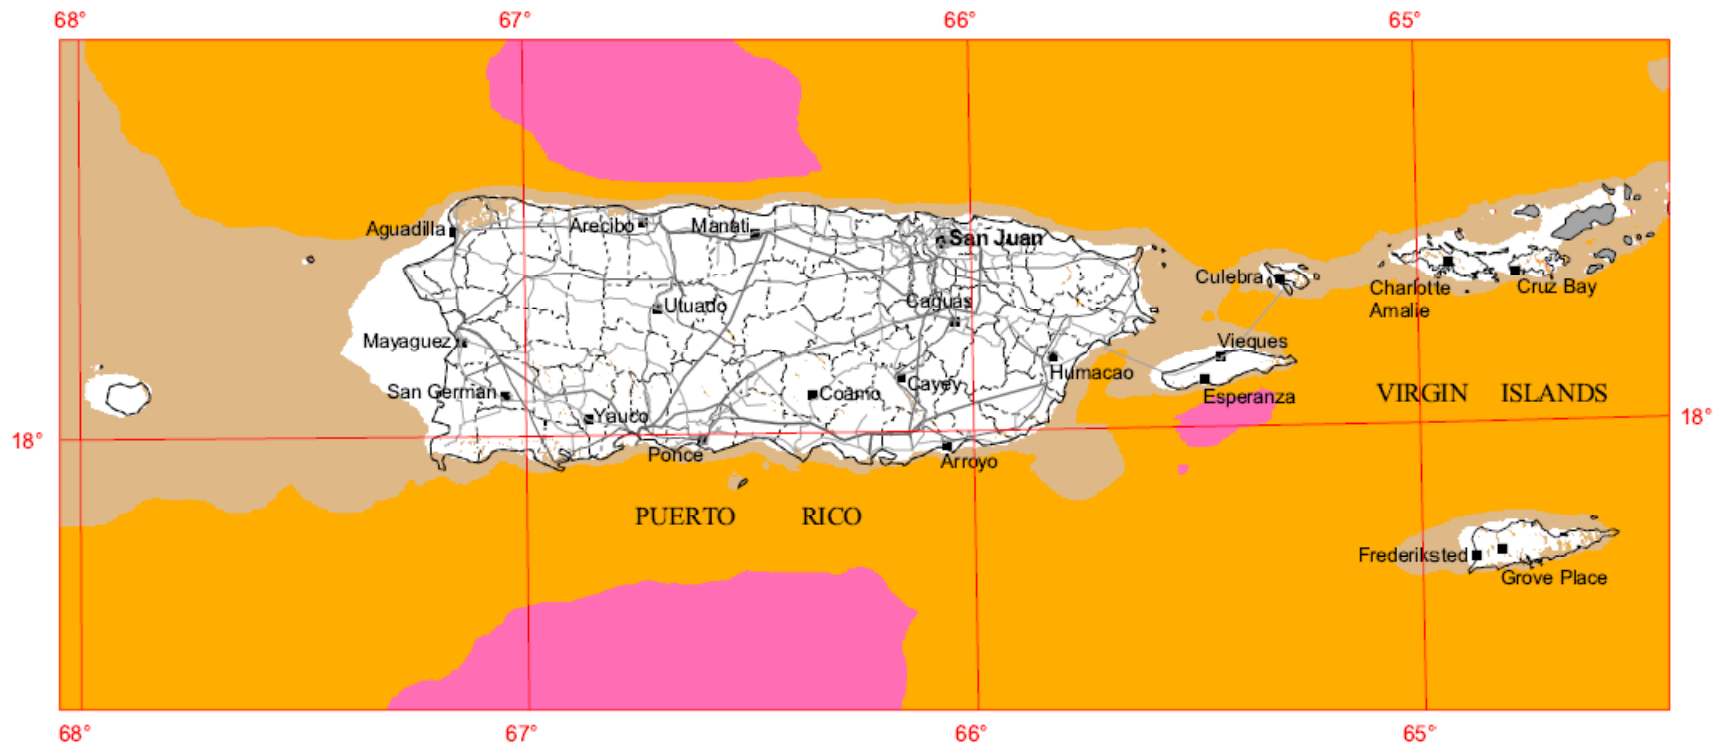 68°
67°
66°
65°
Aguadilla
Arecibo
Manati
San Juan
Culebra
Charlotte
Amalie
Cruz Bay
Utuado
Caguas
Mayaguez
Vieques
San German
Coamo
Cayey
Humacao
Esperanza
VIRGIN ISLANDS
Yauco
18°
18°
Ponce
Arroyo
PUERTO RICO
Frederiksted
Grove Place
68°
67°
66°
65°